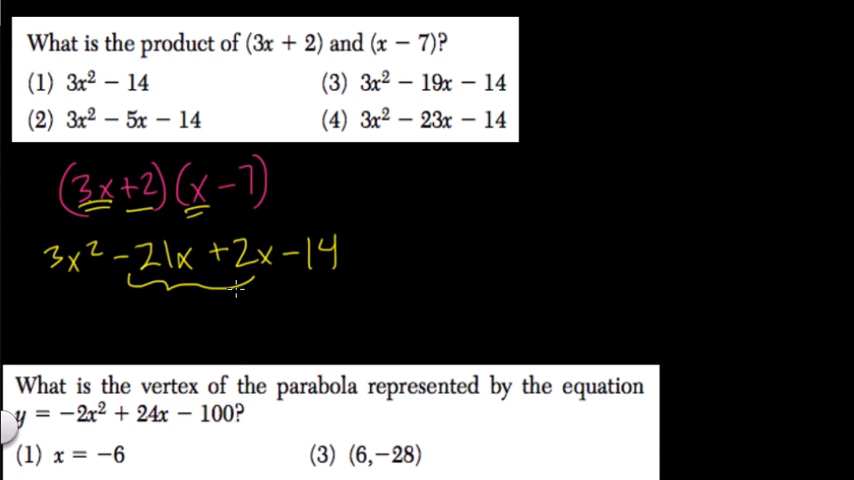 What is the product of (3x + 2) and (x − 7)?
(1) 3x² − 14 (3) 3x² − 19x − 14
(2) 3x² − 5x − 14 (4) 3x² − 23x − 14
(3x+2)(x−7)
3x² −21x +2x −14
What is the vertex of the parabola represented by the equation
y = −2x² + 24x − 100?
(1) x = −6 (3) (6,−28)